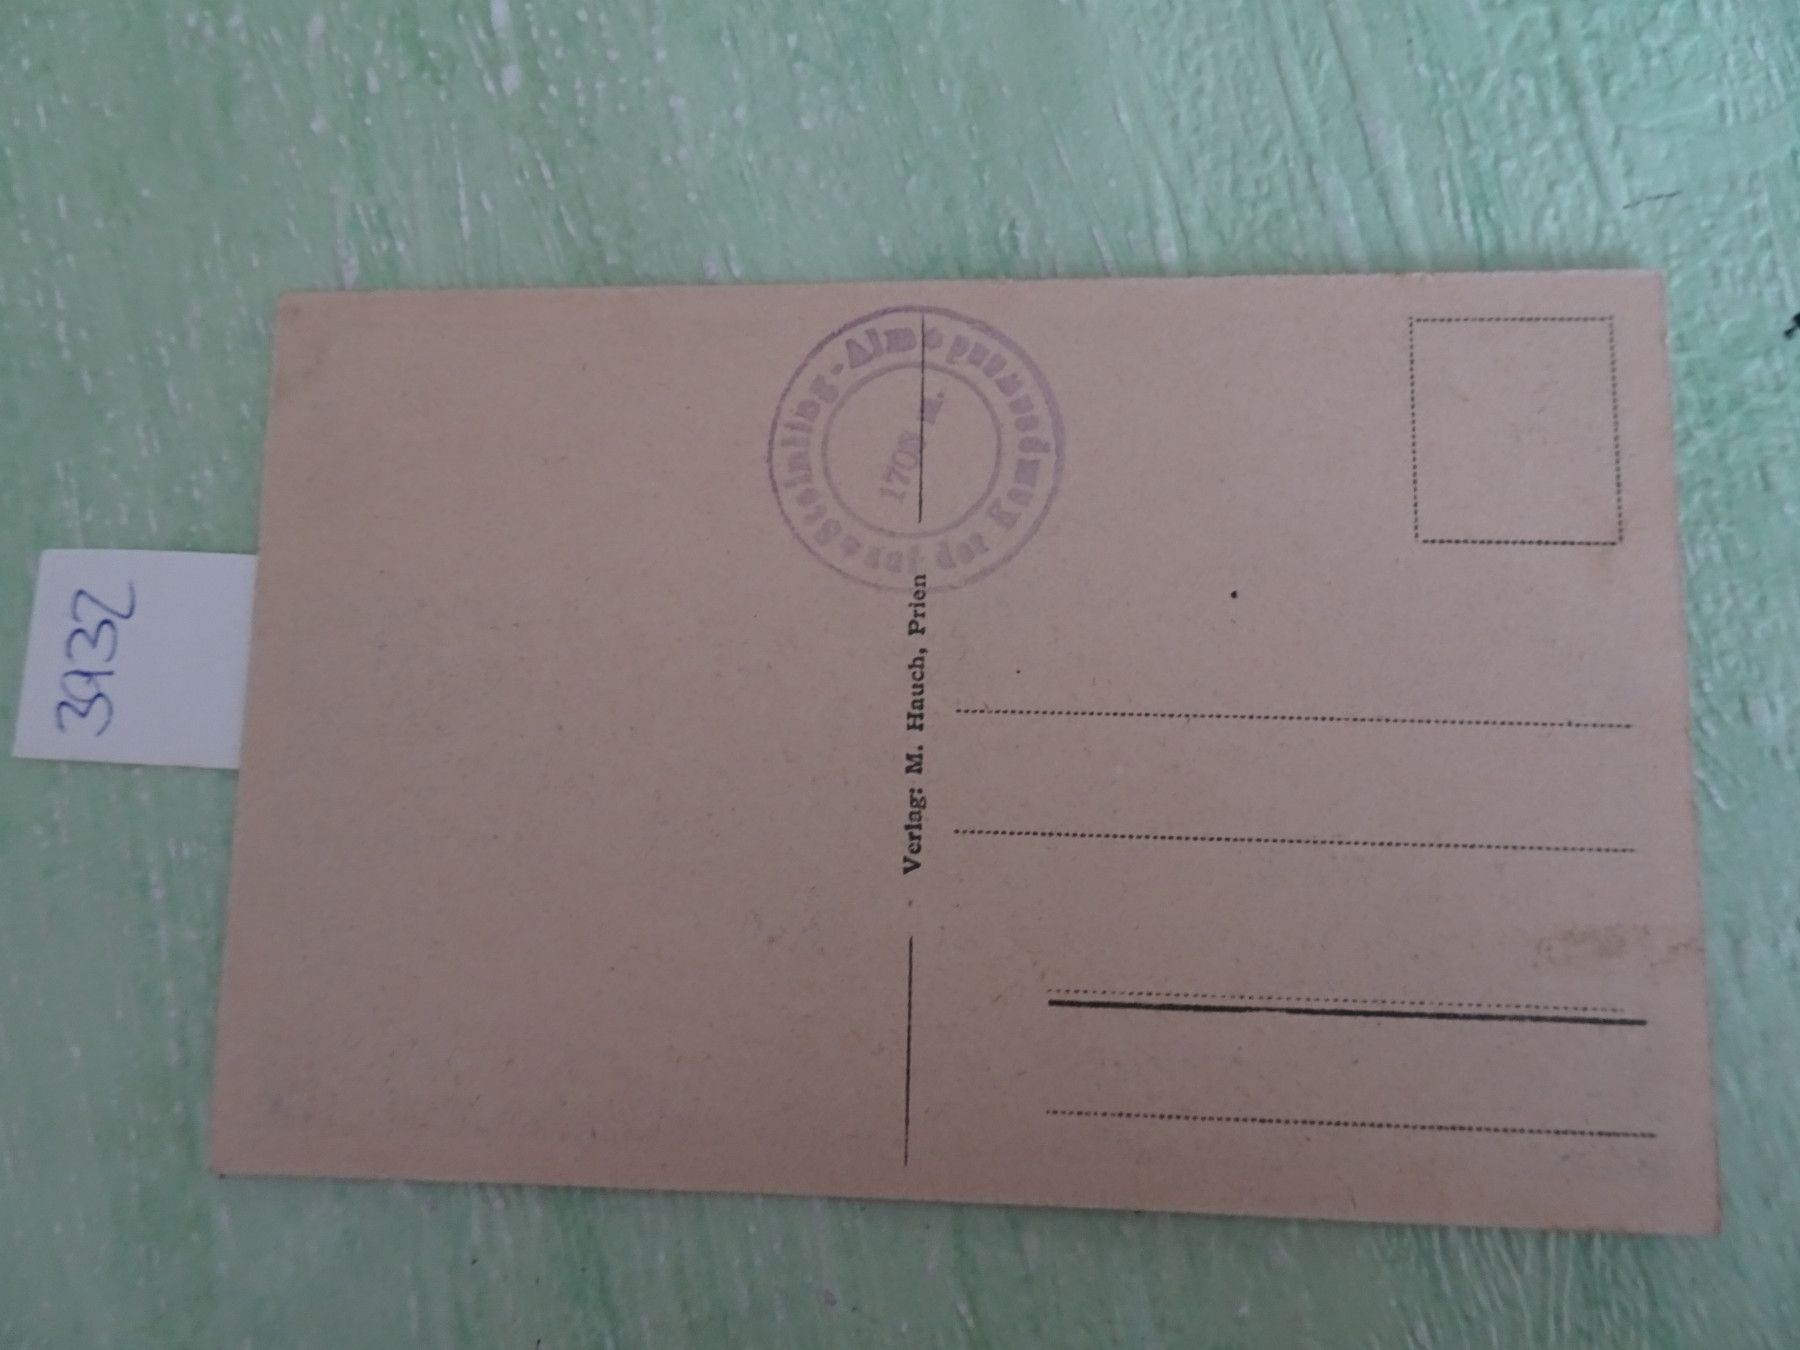 3932
Steinling-Alm
auf der Kampenwand
1700 m.
Verlag: M. Hauch, Prien